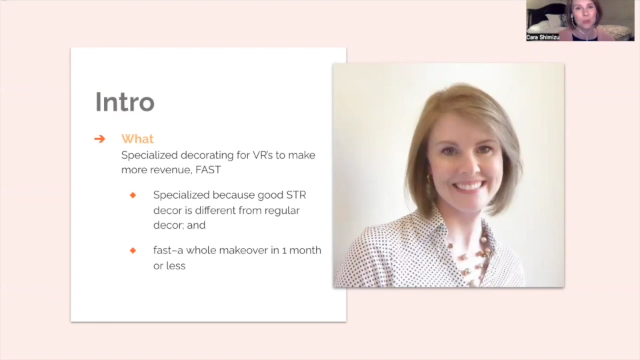 Dara Shimizu
Intro
What
Specialized decorating for VR's to make
more revenue, FAST
Specialized because good STR
decor is different from regular
decor; and
fast–a whole makeover in 1 month
or less